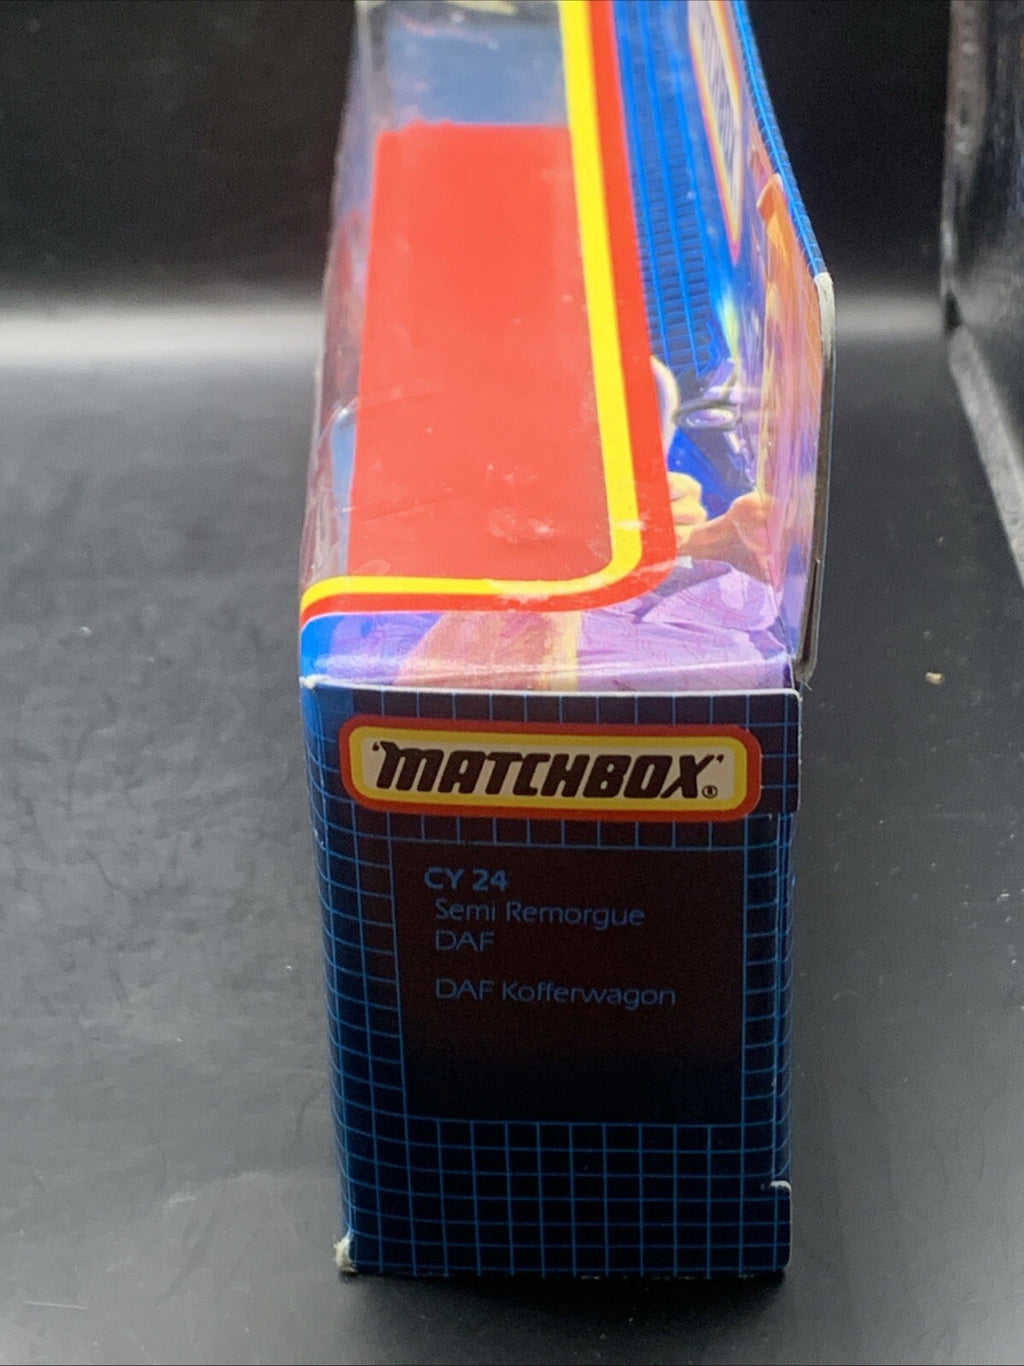 'MATCHBOX'®
CY 24
Semi Remorgue
DAF
DAF Kofferwagon